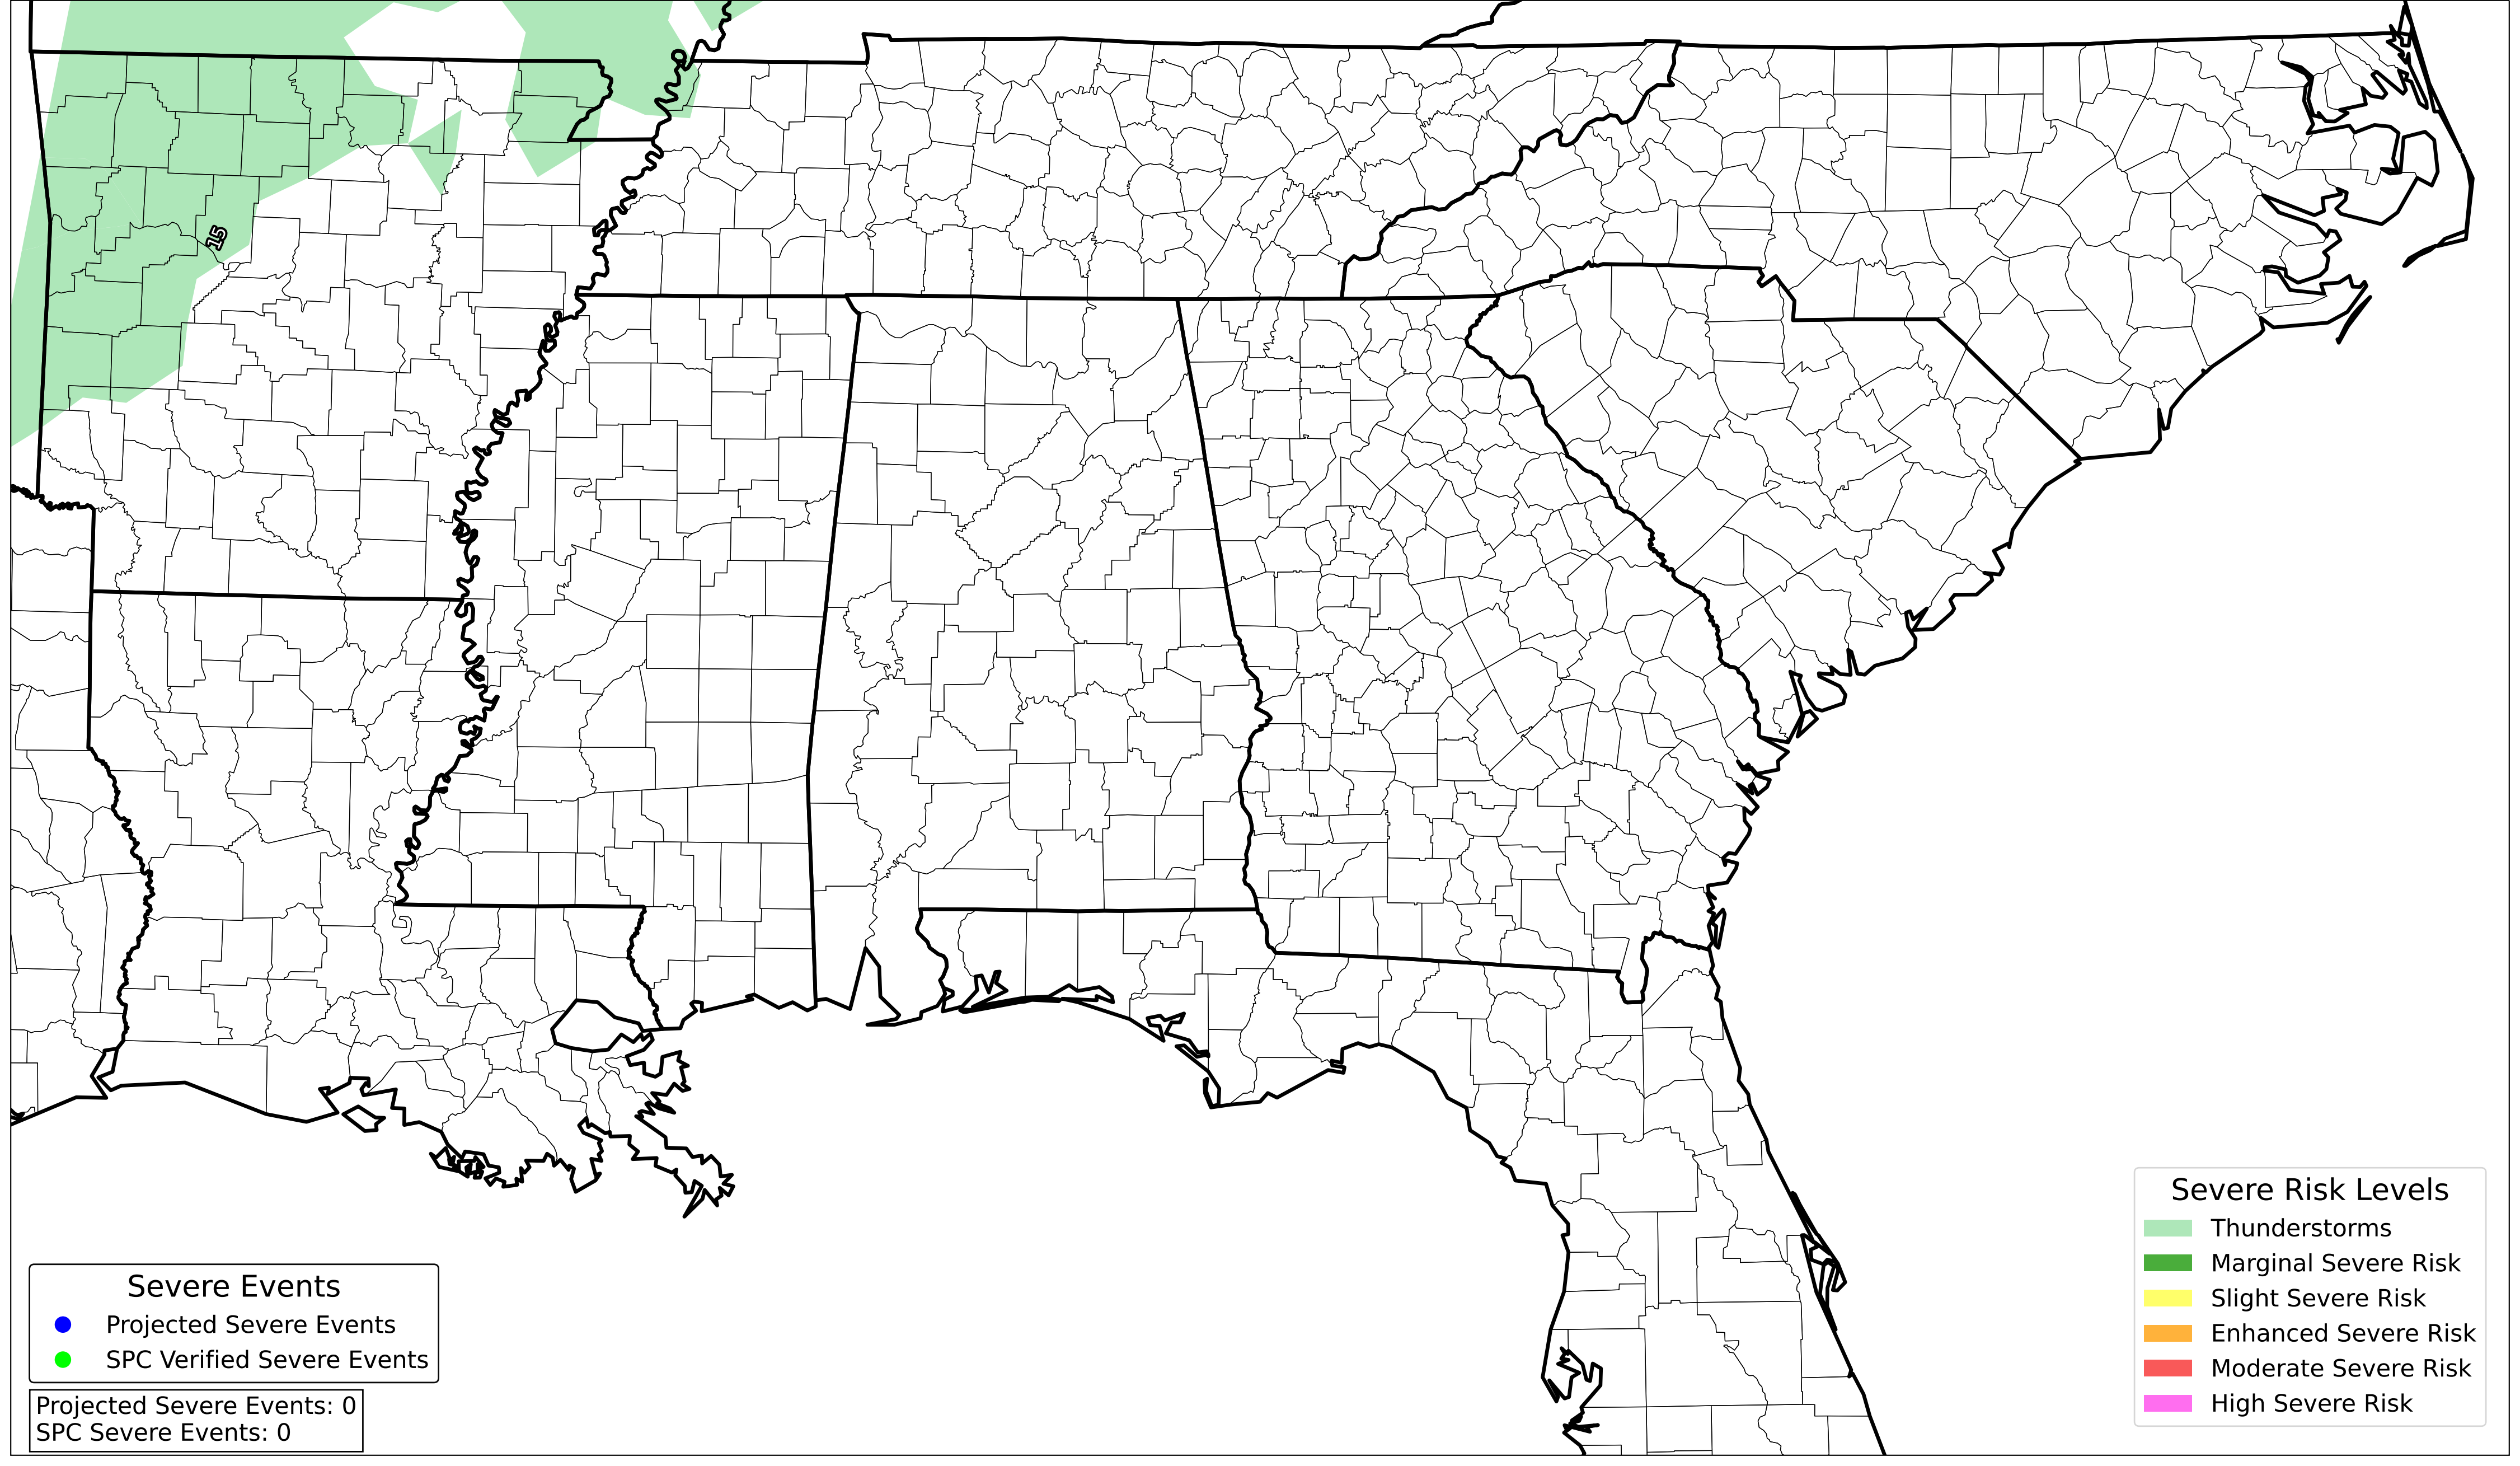 15
Severe Events
Projected Severe Events
SPC Verified Severe Events
Projected Severe Events: 0
SPC Severe Events: 0
Severe Risk Levels
Thunderstorms
Marginal Severe Risk
Slight Severe Risk
Enhanced Severe Risk
Moderate Severe Risk
High Severe Risk